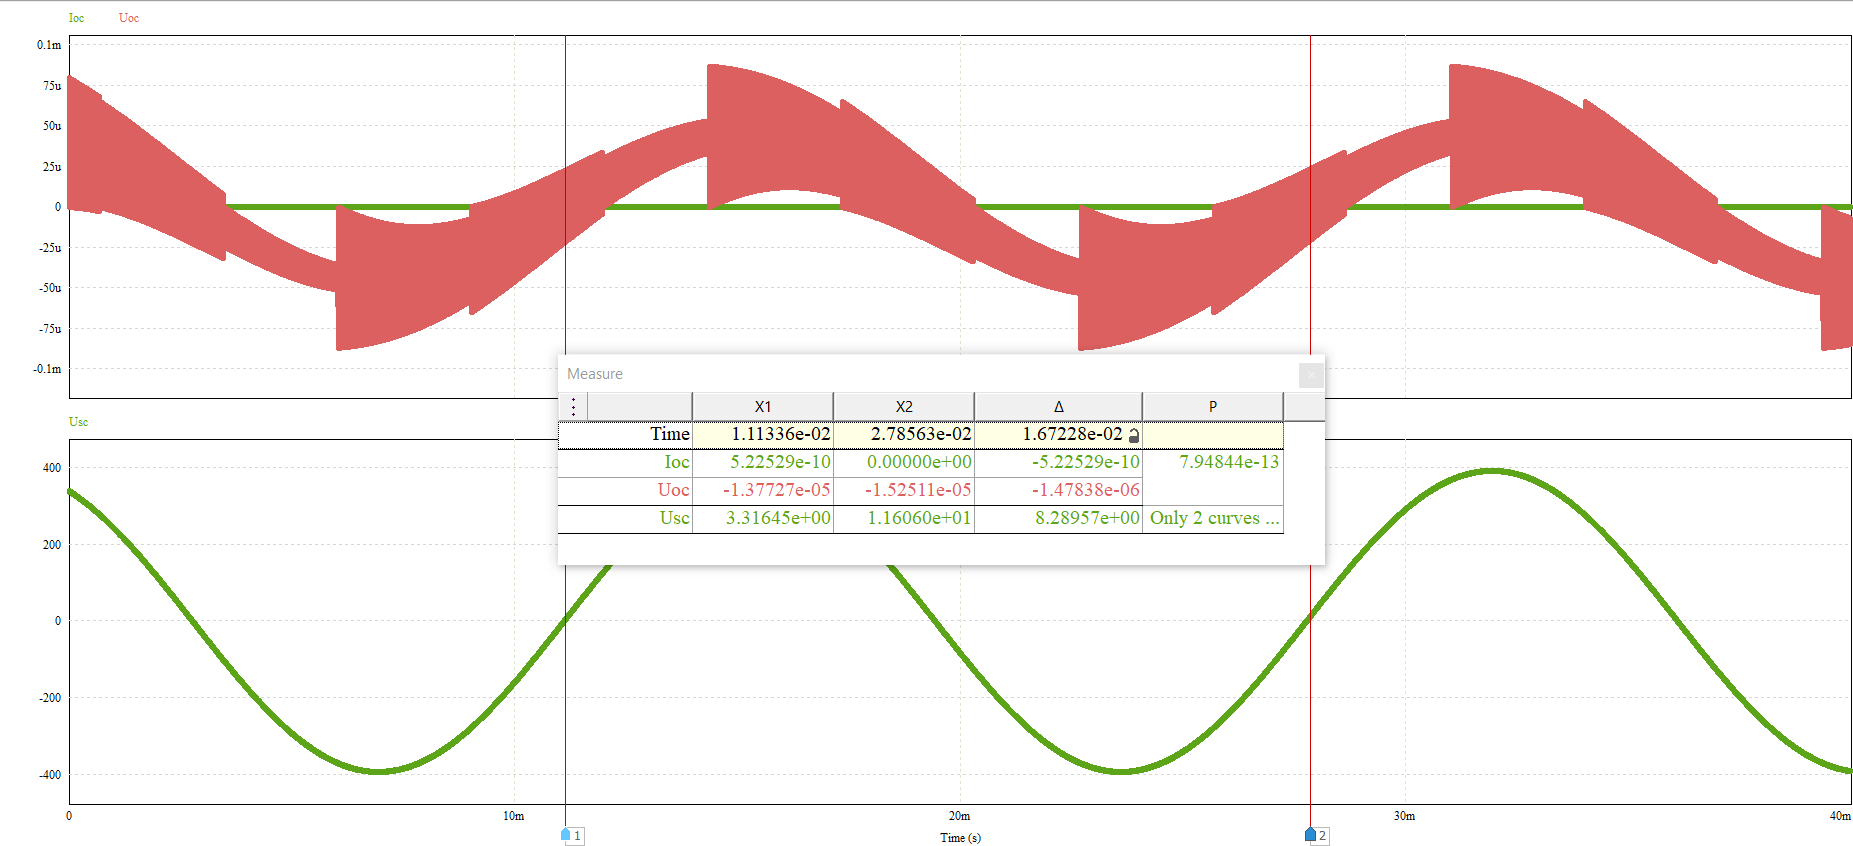 Ioc Uoc
0.1m
75u
50u
25u
0
-25u
-50u
-75u
-0.1m
Measure
X1 X2 Δ P
Time 1.11336e-02 2.78563e-02 1.67228e-02
Ioc 5.22529e-10 0.00000e+00 -5.22529e-10 7.94844e-13
Uoc -1.37727e-05 -1.52511e-05 -1.47838e-06
Usc 3.31645e+00 1.16060e+01 8.28957e+00 Only 2 curves ...
Usc
400
200
0
-200
-400
0 10m 20m 30m 40m
Time (s)
1 2